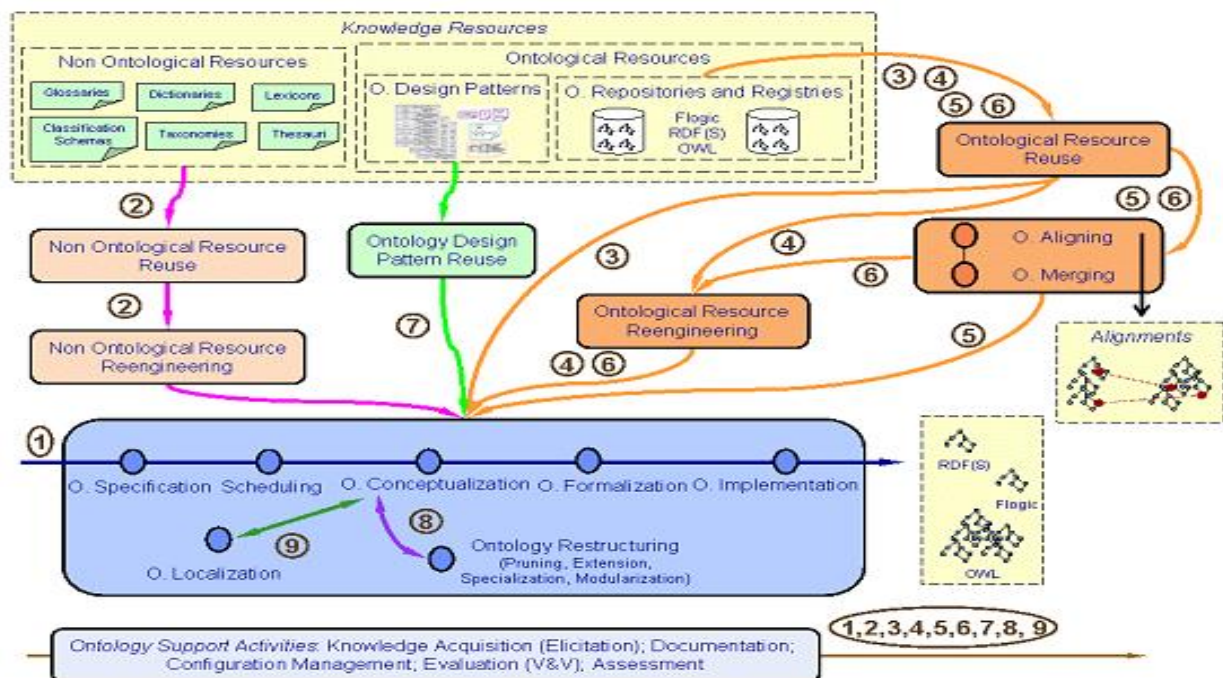 Knowledge Resources
Non Ontological Resources
Glossaries
Dictionaries
Lexicons
Classification
Schemas
Taxonomies
Thesauri
Ontological Resources
O. Design Patterns
O. Repositories and Registries
Flogic
RDF(S)
OWL
3 4
5 6
Ontological Resource
Reuse
2
5 6
Non Ontological Resource
Reuse
Ontology Design
Pattern Reuse
3
4
6
O. Aligning
O. Merging
2
7
Ontological Resource
Reengineering
5
Non Ontological Resource
Reengineering
4 6
Alignments
1
O. Specification
Scheduling
O. Conceptualization
O. Formalization
O. Implementation
RDF(S)
Flogic
OWL
9
8
O. Localization
Ontology Restructuring
(Pruning, Extension,
Specialization, Modularization)
1,2,3,4,5,6,7,8, 9
Ontology Support Activities: Knowledge Acquisition (Elicitation); Documentation;
Configuration Management; Evaluation (V&V); Assessment